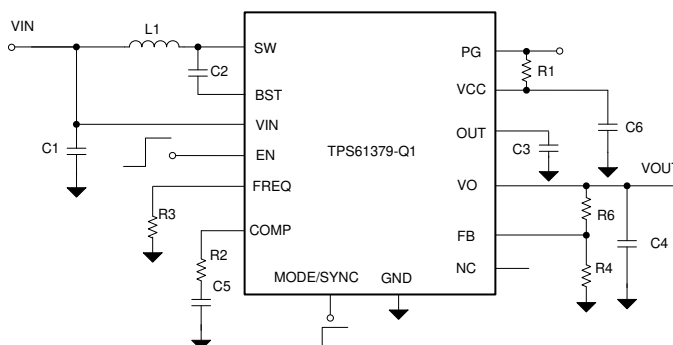 VIN
L1
SW
PG
C2
R1
BST
VCC
VIN
OUT
C6
C1
TPS61379-Q1
C3
EN
FREQ
VO
VOUT
R3
R6
COMP
FB
C4
R2
R4
C5
MODE/SYNC
GND
NC